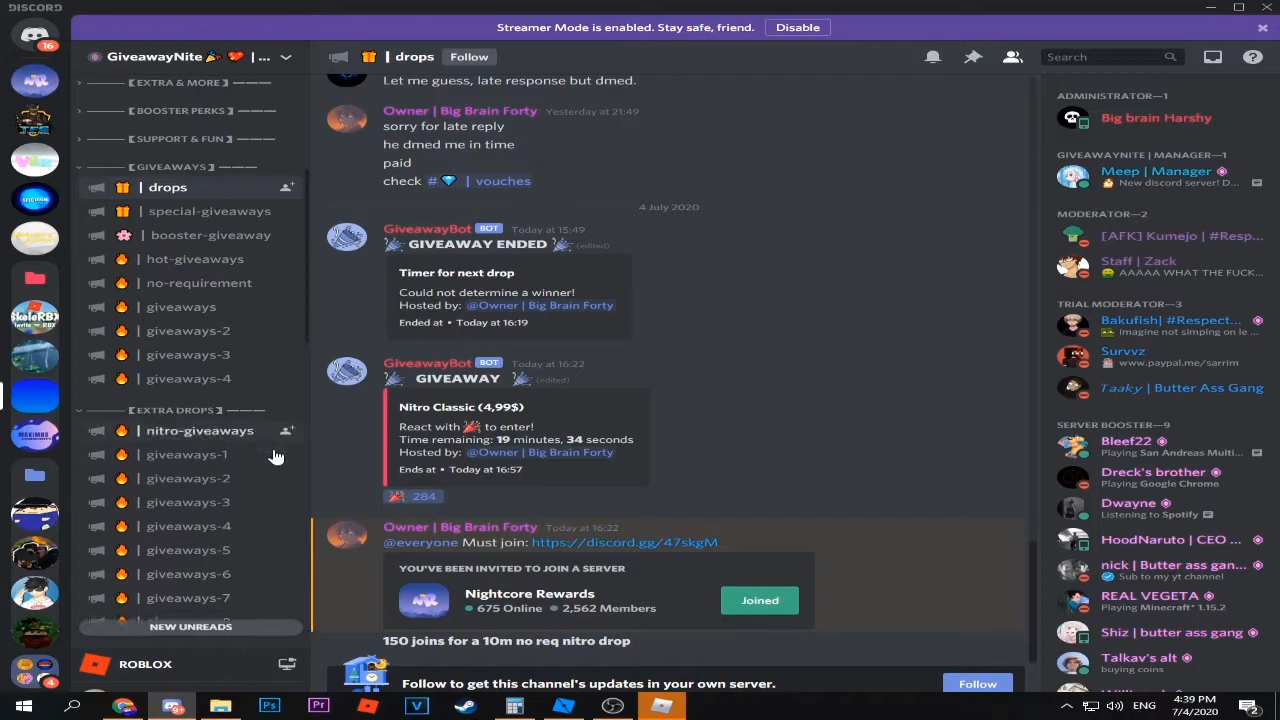 DISCORD
Streamer Mode is enabled. Stay safe, friend.
Disable
16
GiveawayNite 🎉 💖 | ...
【 EXTRA & MORE 】 ————
———【 BOOSTER PERKS 】 ———
———【 SUPPORT & FUN 】 ———
———【 GIVEAWAYS 】 ———
| drops
| special-giveaways
| booster-giveaway
| hot-giveaways
| no-requirement
| giveaways
| giveaways-2
| giveaways-3
| giveaways-4
———【 EXTRA DROPS 】 ———
| nitro-giveaways
| giveaways-1
| giveaways-2
| giveaways-3
| giveaways-4
| giveaways-5
| giveaways-6
| giveaways-7
NEW UNREADS
ROBLOX
4
| drops
Follow
Search
Let me guess, late response but dmed.
Owner | Big Brain Forty Yesterday at 21:49
sorry for late reply
he dmed me in time
paid
check # 💎 | vouches
4 July 2020
GiveawayBot BOT Today at 15:49
🎉 GIVEAWAY ENDED 🎉 (edited)
Timer for next drop
Could not determine a winner!
Hosted by: @Owner | Big Brain Forty
Ended at • Today at 16:19
GiveawayBot BOT Today at 16:22
🎉 GIVEAWAY 🎉 (edited)
Nitro Classic (4,99$)
React with 🎉 to enter!
Time remaining: 19 minutes, 34 seconds
Hosted by: @Owner | Big Brain Forty
Ends at • Today at 16:57
🎉 284
Owner | Big Brain Forty Today at 16:22
@everyone Must join: https://discord.gg/47skgM
YOU'VE BEEN INVITED TO JOIN A SERVER
Nightcore Rewards
675 Online 2,562 Members
Joined
150 joins for a 10m no req nitro drop
Follow to get this channel's updates in your own server.
Follow
ADMINISTRATOR—1
Big brain Harshy
GIVEAWAYNITE | MANAGER—1
Meep | Manager
New discord server! D...
MODERATOR—2
[AFK] Kumejo | #Resp...
Staff | Zack
AAAAA WHAT THE FUCK...
TRIAL MODERATOR—3
Bakufish| #Respect...
imagine not simping on le ...
Survvz
www.paypal.me/sarrim
Taaky | Butter Ass Gang
SERVER BOOSTER—9
Bleef22
Playing San Andreas Multi...
Dreck's brother
Playing Google Chrome
Dwayne
Listening to Spotify
HoodNaruto | CEO ...
nick | Butter ass gan...
Sub to my yt channel
REAL VEGETA
Playing Minecraft* 1.15.2
Shiz | butter ass gang
Talkav's alt
buying coins
4:39 PM
7/4/2020
2